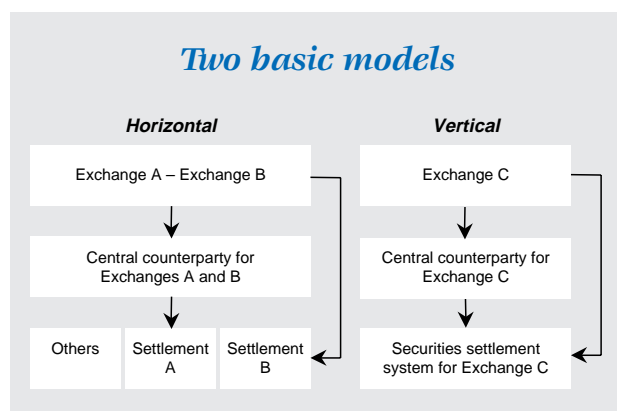 Two basic models
Horizontal
Exchange A – Exchange B
Central counterparty for
Exchanges A and B
Others
Settlement
A
Settlement
B
Vertical
Exchange C
Central counterparty for
Exchange C
Securities settlement
system for Exchange C